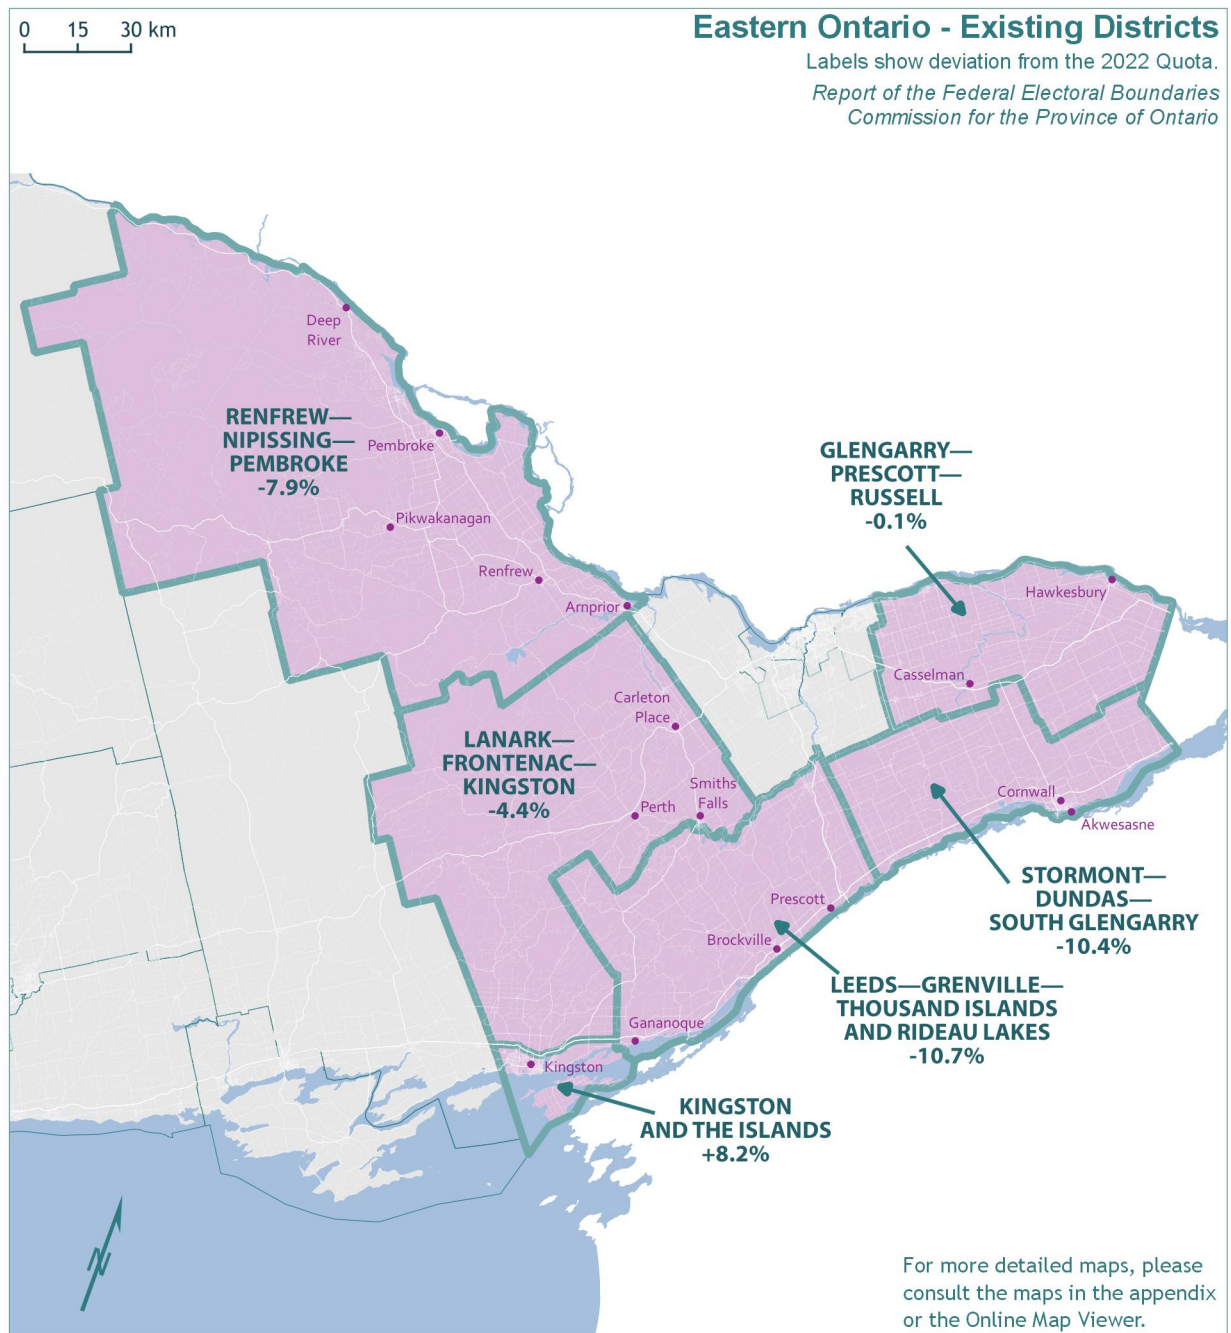 0 15 30 km
Eastern Ontario - Existing Districts
Labels show deviation from the 2022 Quota.
Report of the Federal Electoral Boundaries
Commission for the Province of Ontario
Deep
River
RENFREW—
NIPISSING—
PEMBROKE
-7.9%
Pembroke
GLENGARRY—
PRESCOTT—
RUSSELL
-0.1%
Pikwakanagan
Renfrew
Arnprior
Hawkesbury
Casselman
Carleton
Place
LANARK—
FRONTENAC—
KINGSTON
-4.4%
Smiths
Falls
Perth
Cornwall
Akwesasne
STORMONT—
DUNDAS—
SOUTH GLENGARRY
-10.4%
Prescott
Brockville
LEEDS—GRENVILLE—
THOUSAND ISLANDS
AND RIDEAU LAKES
-10.7%
Gananoque
Kingston
KINGSTON
AND THE ISLANDS
+8.2%
N
For more detailed maps, please
consult the maps in the appendix
or the Online Map Viewer.